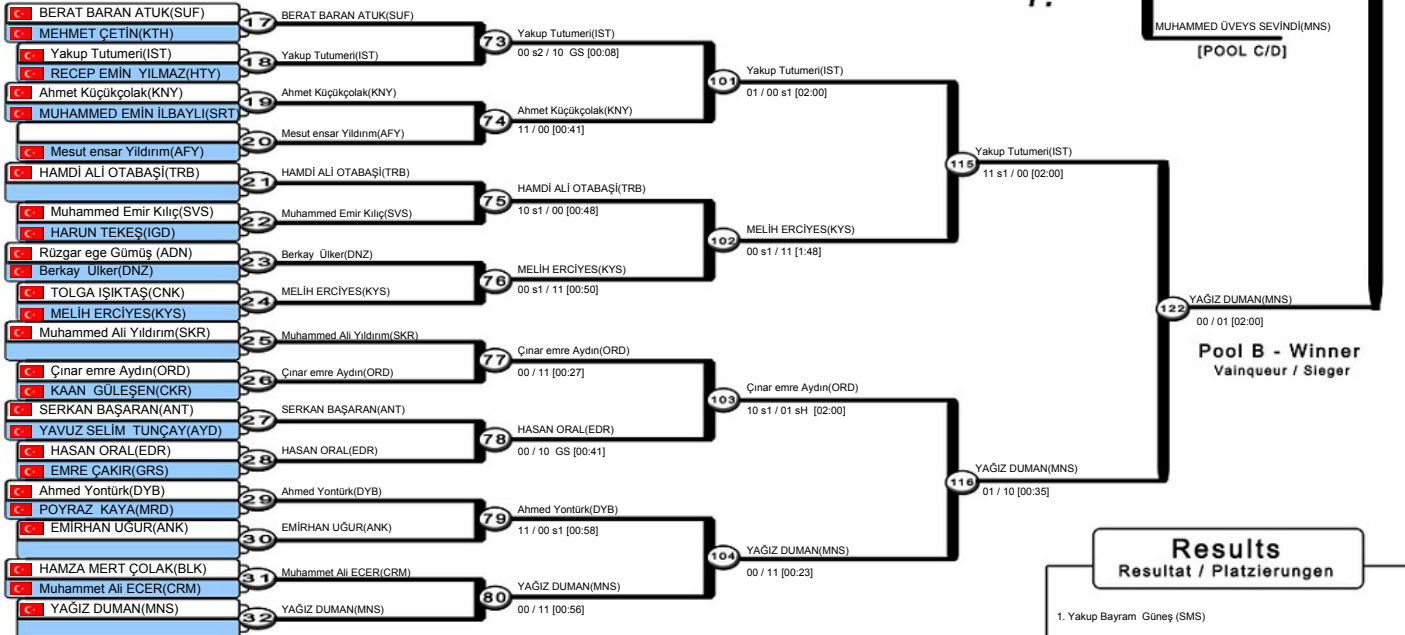 BERAT BARAN ATUK(SUF)
MEHMET ÇETİN(KTH)
Yakup Tutumeri(IST)
RECEP EMİN YILMAZ(HTY)
Ahmet Küçükçolak(KNY)
MUHAMMED EMİN İLBAYLI(SRT)
Mesut ensar Yildırım(AFY)
HAMDİ ALİ OTABAŞİ(TRB)
Muhammed Emir Kılıç(SVS)
HARUN TEKEŞ(IGD)
Rüzgar ege Gümüş (ADN)
Berkay Ülker(DNZ)
TOLGA IŞIKTAŞ(CNK)
MELİH ERCİYES(KYS)
Muhammed Ali Yıldırım(SKR)
Çınar emre Aydın(ORD)
KAAN GÜLEŞEN(CKR)
SERKAN BAŞARAN(ANT)
YAVUZ SELİM TUNÇAY(AYD)
HASAN ORAL(EDR)
EMRE ÇAKIR(GRS)
Ahmed Yontürk(DYB)
POYRAZ KAYA(MRD)
EMİRHAN UĞUR(ANK)
HAMZA MERT ÇOLAK(BLK)
Muhammet Ali ECER(CRM)
YAĞIZ DUMAN(MNS)
17 BERAT BARAN ATUK(SUF)
18 Yakup Tutumeri(IST)
19 Ahmet Küçükçolak(KNY)
20 Mesut ensar Yildırım(AFY)
21 HAMDİ ALİ OTABAŞİ(TRB)
22 Muhammed Emir Kılıç(SVS)
23 Berkay Ülker(DNZ)
24 MELİH ERCİYES(KYS)
25 Muhammed Ali Yıldırım(SKR)
26 Çınar emre Aydın(ORD)
27 SERKAN BAŞARAN(ANT)
28 HASAN ORAL(EDR)
29 Ahmed Yontürk(DYB)
30 EMİRHAN UĞUR(ANK)
31 Muhammet Ali ECER(CRM)
32 YAĞIZ DUMAN(MNS)
73 Yakup Tutumeri(IST)
00 s2 / 10 GS [00:08]
74 Ahmet Küçükçolak(KNY)
11 / 00 [00:41]
75 HAMDİ ALİ OTABAŞİ(TRB)
10 s1 / 00 [00:48]
76 MELİH ERCİYES(KYS)
00 s1 / 11 [00:50]
77 Çınar emre Aydın(ORD)
00 / 11 [00:27]
78 HASAN ORAL(EDR)
00 / 10 GS [00:41]
79 Ahmed Yontürk(DYB)
11 / 00 s1 [00:58]
80 YAĞIZ DUMAN(MNS)
00 / 11 [00:56]
101 Yakup Tutumeri(IST)
01 / 00 s1 [02:00]
102 MELİH ERCİYES(KYS)
00 s1 / 11 [1:48]
103 Çınar emre Aydın(ORD)
10 s1 / 01 sH [02:00]
104 YAĞIZ DUMAN(MNS)
00 / 11 [00:23]
115 Yakup Tutumeri(IST)
11 s1 / 00 [02:00]
116 YAĞIZ DUMAN(MNS)
01 / 10 [00:35]
122 YAĞIZ DUMAN(MNS)
00 / 01 [02:00]
Pool B - Winner
Vainqueur / Sieger
MUHAMMED ÜVEYS SEVİNDİ(MNS)
[POOL C/D]
Results
Resultat / Platzierungen
1. Yakup Bayram Güneş (SMS)